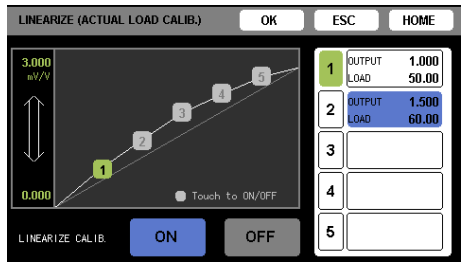 LINEARIZE (ACTUAL LOAD CALIB.) OK ESC HOME
3.000
mV/V
5
4
3
2
1
0.000
Touch to ON/OFF
LINEARIZE CALIB. ON OFF
1 OUTPUT 1.000
LOAD 50.00
2 OUTPUT 1.500
LOAD 60.00
3
4
5